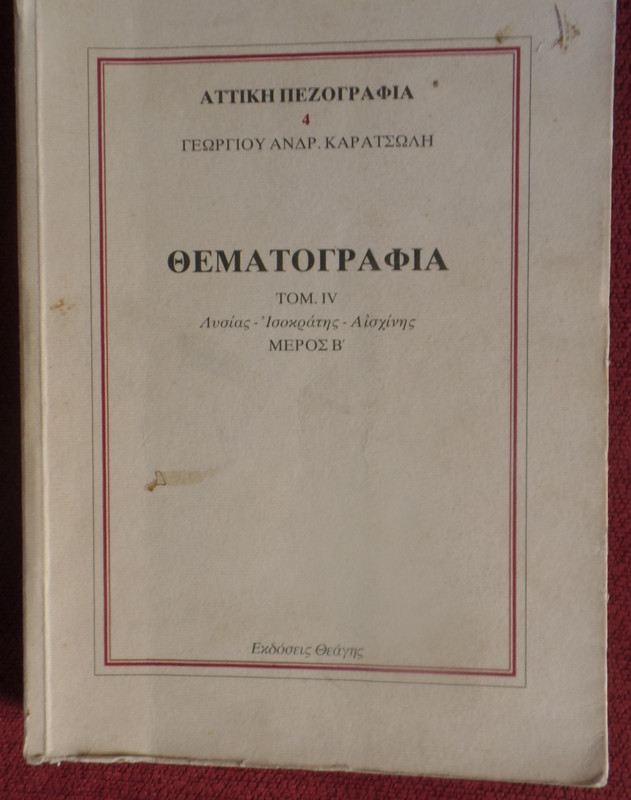 ΑΤΤΙΚΗ ΠΕΖΟΓΡΑΦΙΑ
4
ΓΕΩΡΓΙΟΥ ΑΝΔΡ. ΚΑΡΑΤΣΩΛΗ
ΘΕΜΑΤΟΓΡΑΦΙΑ
ΤΟΜ. IV
Λυσίας - Ἰσοκράτης - Αἰσχίνης
ΜΕΡΟΣ Β΄
Εκδόσεις Θεάγης